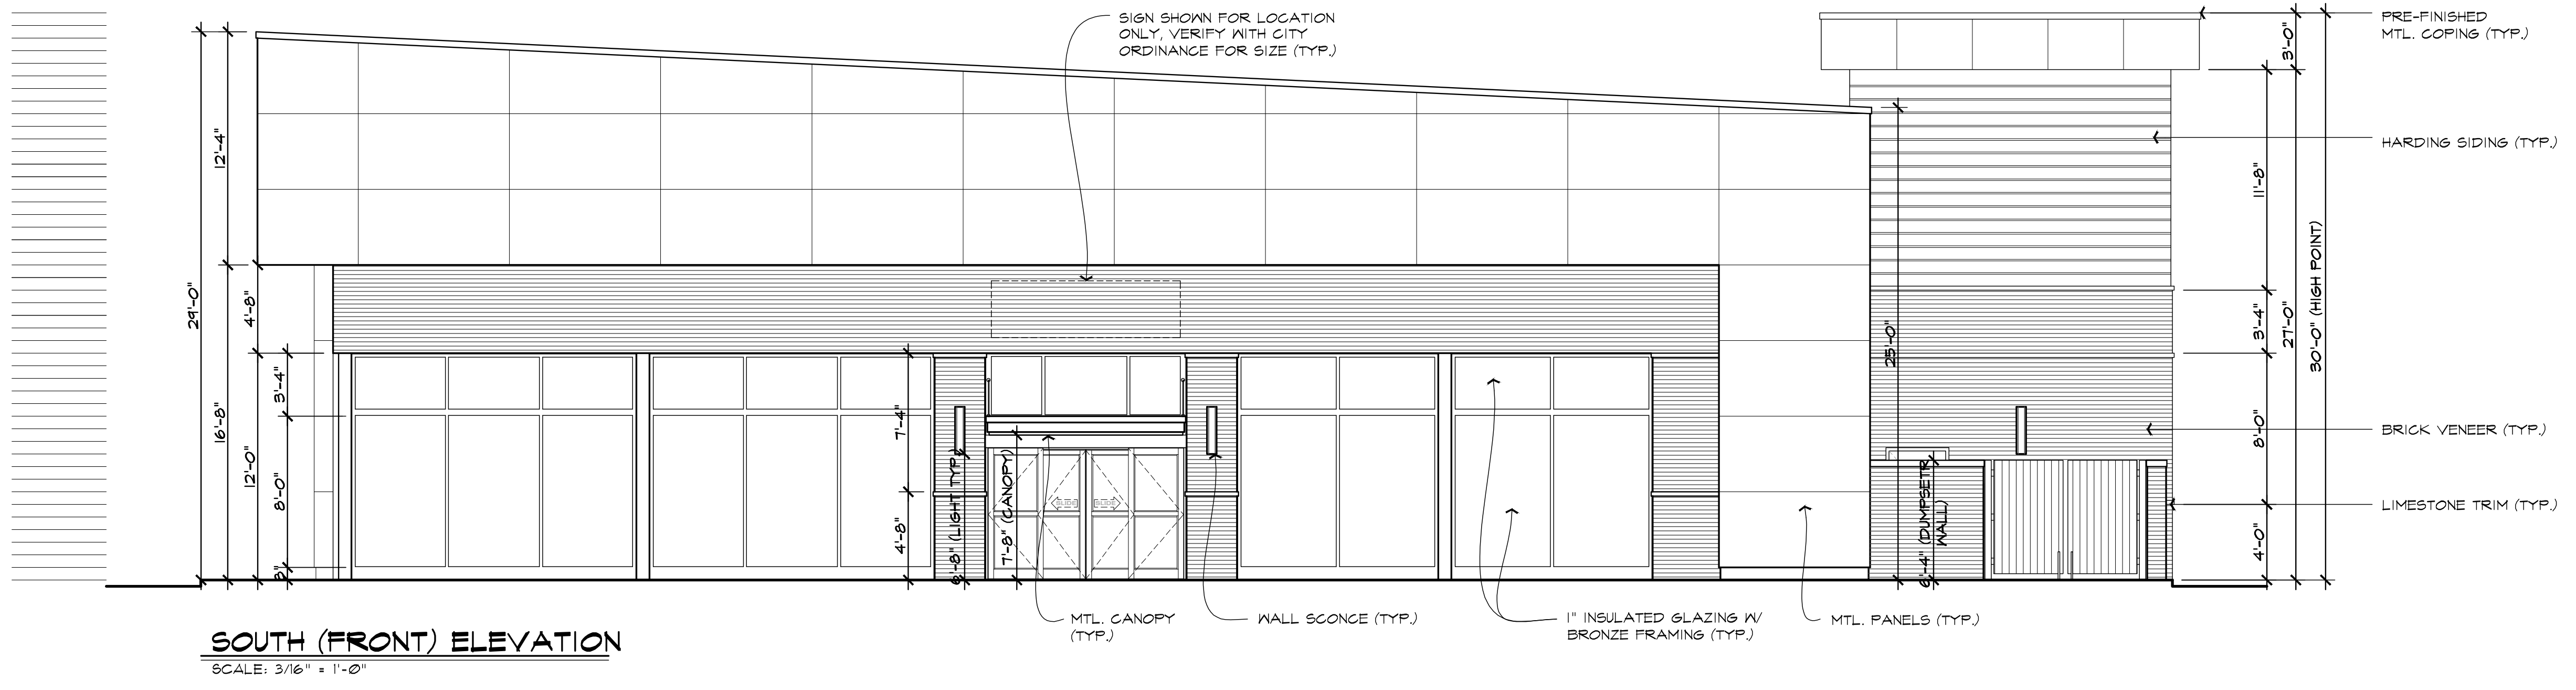 SIGN SHOWN FOR LOCATION
ONLY, VERIFY WITH CITY
ORDINANCE FOR SIZE (TYP.)
PRE-FINISHED
MTL. COPING (TYP.)
HARDING SIDING (TYP.)
BRICK VENEER (TYP.)
LIMESTONE TRIM (TYP.)
29'-0"
12'-4"
16'-8"
4'-8"
12'-0"
3'-4"
8'-0"
3"
7'-4"
4'-8"
6'-8" (LIGHT TYP.)
7'-8" (CANOPY)
SLIDE
SLIDE
25'-0"
6'-4" (DUMPSETR
WALL)
3'-0"
11'-8"
3'-4"
8'-0"
4'-0"
27'-0"
30'-0" (HIGH POINT)
MTL. CANOPY
(TYP.)
WALL SCONCE (TYP.)
1" INSULATED GLAZING W/
BRONZE FRAMING (TYP.)
MTL. PANELS (TYP.)
SOUTH (FRONT) ELEVATION
SCALE: 3/16" = 1'-0"